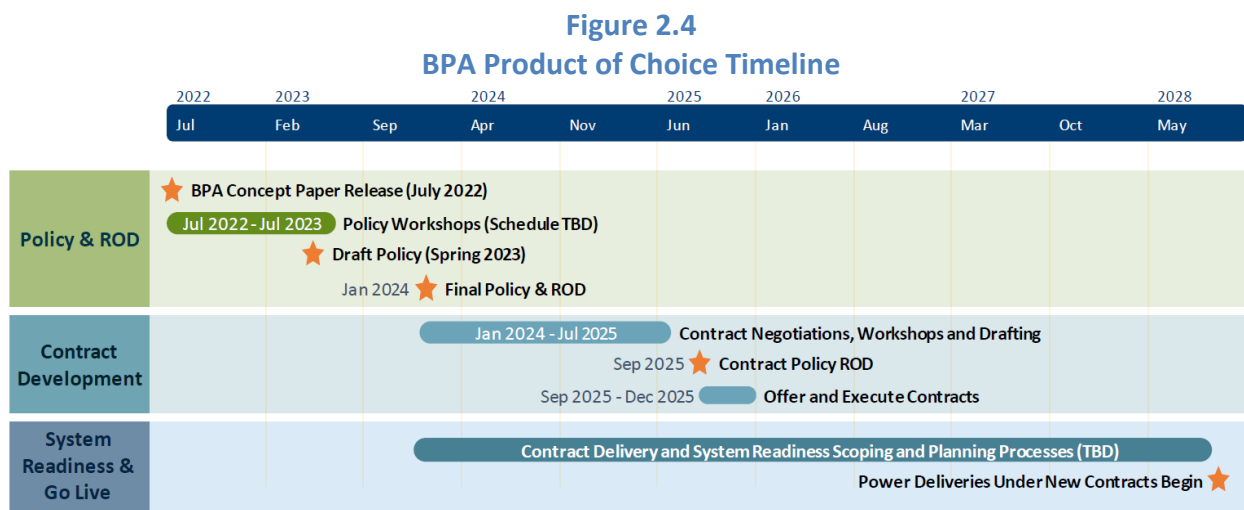 Figure 2.4
BPA Product of Choice Timeline
2022 2023 2024 2025 2026 2027 2028
Jul Feb Sep Apr Nov Jun Jan Aug Mar Oct May
Policy & ROD
BPA Concept Paper Release (July 2022)
Jul 2022 - Jul 2023 Policy Workshops (Schedule TBD)
Draft Policy (Spring 2023)
Jan 2024 Final Policy & ROD
Contract
Development
Jan 2024 - Jul 2025 Contract Negotiations, Workshops and Drafting
Sep 2025 Contract Policy ROD
Sep 2025 - Dec 2025 Offer and Execute Contracts
System
Readiness &
Go Live
Contract Delivery and System Readiness Scoping and Planning Processes (TBD)
Power Deliveries Under New Contracts Begin